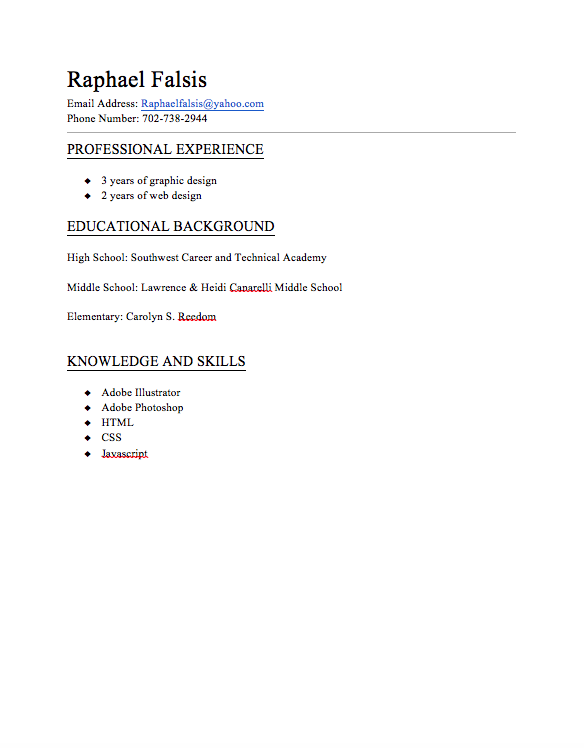 Raphael Falsis
Email Address: Raphaelfalsis@yahoo.com
Phone Number: 702-738-2944
PROFESSIONAL EXPERIENCE
◆ 3 years of graphic design
◆ 2 years of web design
EDUCATIONAL BACKGROUND
High School: Southwest Career and Technical Academy
Middle School: Lawrence & Heidi Canarelli Middle School
Elementary: Carolyn S. Reedom
KNOWLEDGE AND SKILLS
◆ Adobe Illustrator
◆ Adobe Photoshop
◆ HTML
◆ CSS
◆ Javascript